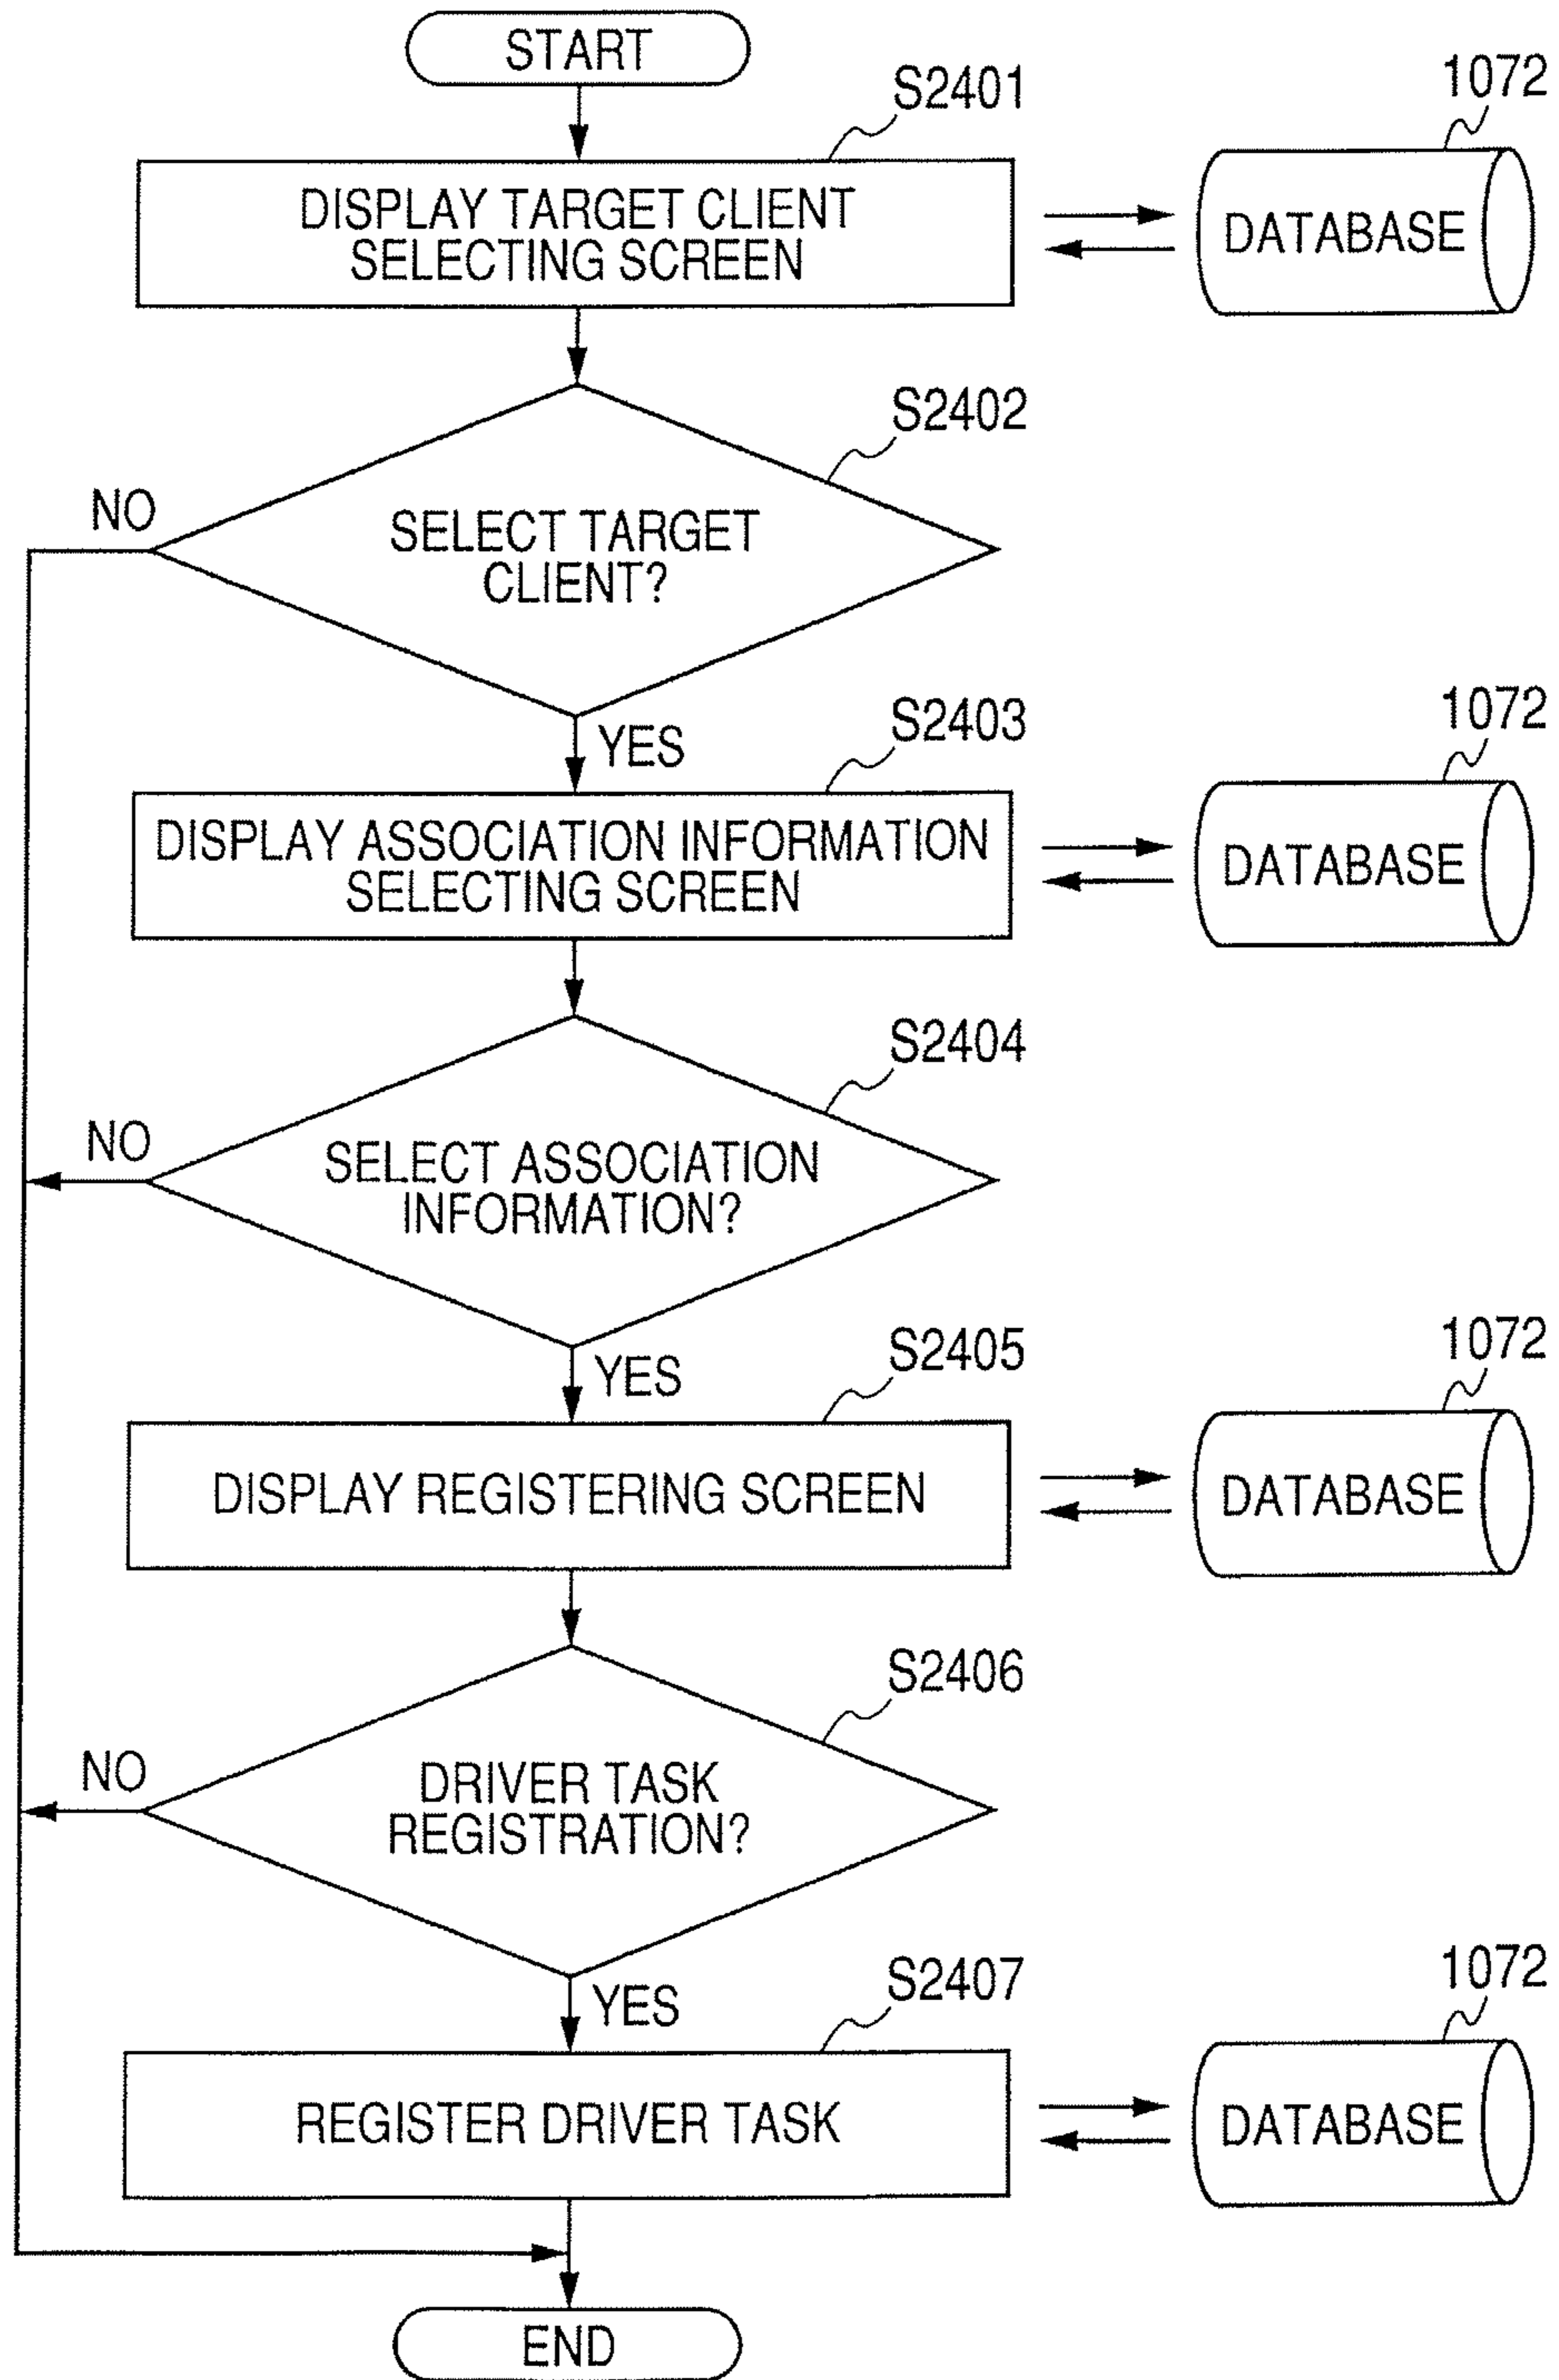 START
S2401
1072
DISPLAY TARGET CLIENT
SELECTING SCREEN
DATABASE
S2402
NO
SELECT TARGET
CLIENT?
YES
S2403
1072
DISPLAY ASSOCIATION INFORMATION
SELECTING SCREEN
DATABASE
S2404
NO
SELECT ASSOCIATION
INFORMATION?
YES
S2405
1072
DISPLAY REGISTERING SCREEN
DATABASE
S2406
NO
DRIVER TASK
REGISTRATION?
YES
S2407
1072
REGISTER DRIVER TASK
DATABASE
END